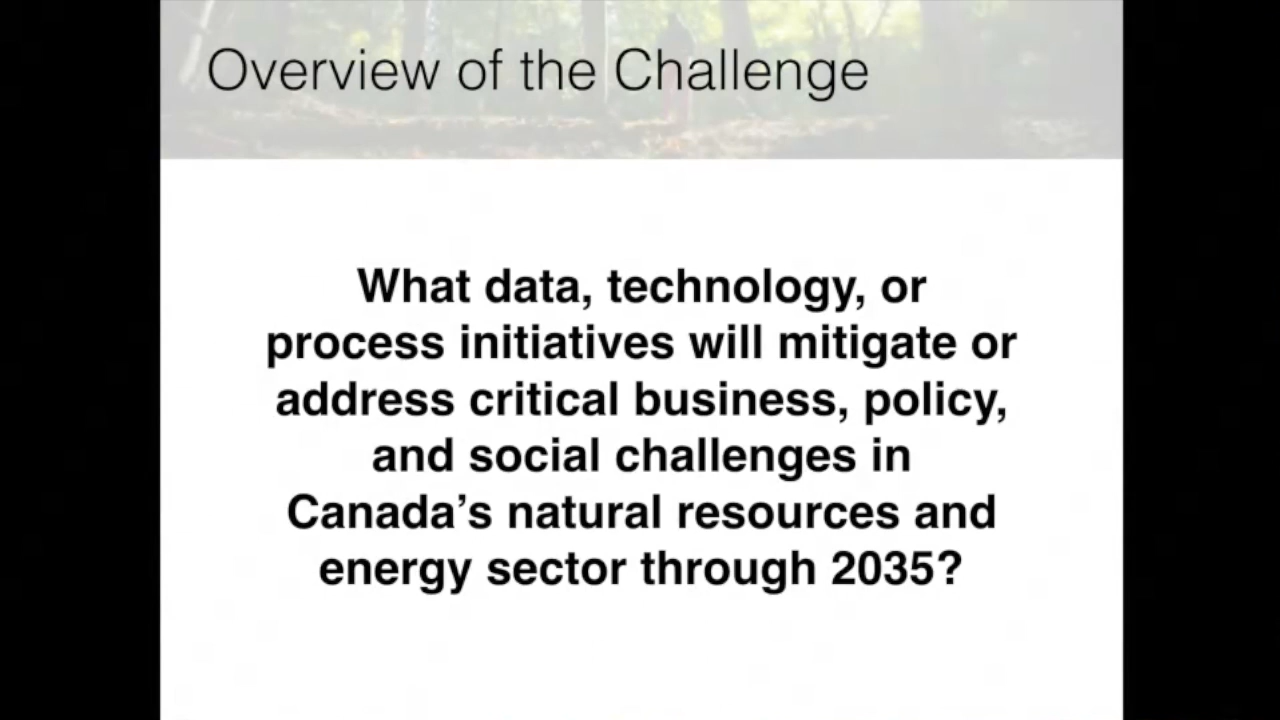 Overview of the Challenge
What data, technology, or
process initiatives will mitigate or
address critical business, policy,
and social challenges in
Canada’s natural resources and
energy sector through 2035?